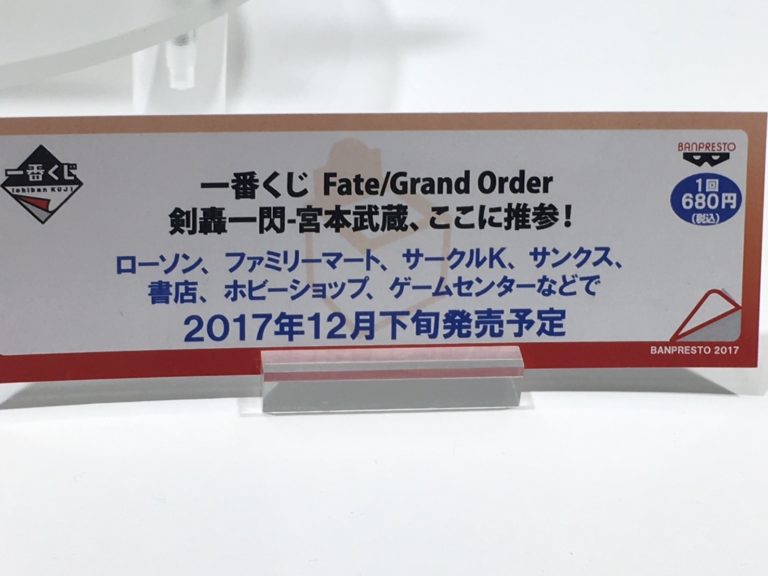 一番くじ
Ichiban KUJI
BANPRESTO
1回
680円
(税込)
一番くじ Fate/Grand Order
剣轟一閃-宮本武蔵、ここに推参!
ローソン、ファミリーマート、サークルK、サンクス、
書店、ホビーショップ、ゲームセンターなどで
2017年12月下旬発売予定
BANPRESTO 2017